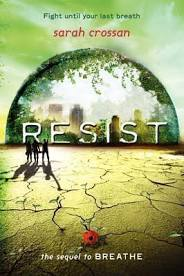 Fight until your last breath
sarah crossan
RESIST
the sequel to BREATHE